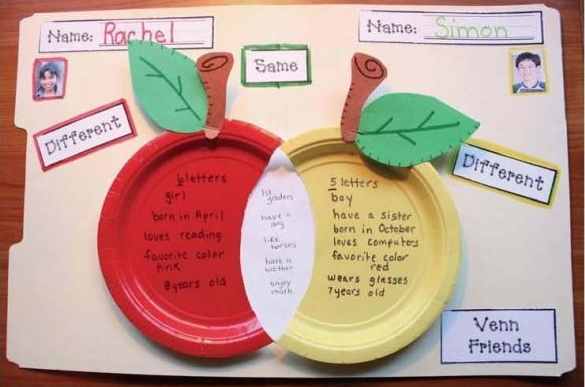 Name: Rachel
Name: Simon
Same
Different
Different
6 letters
girl
born in April
loves reading
favorite color
pink
8 years old
1st
graders
have a
dog
like
horses
have a
brother
enjoy
math
5 letters
boy
have a sister
born in October
loves computers
favorite color
red
wears glasses
7 years old
Venn
Friends